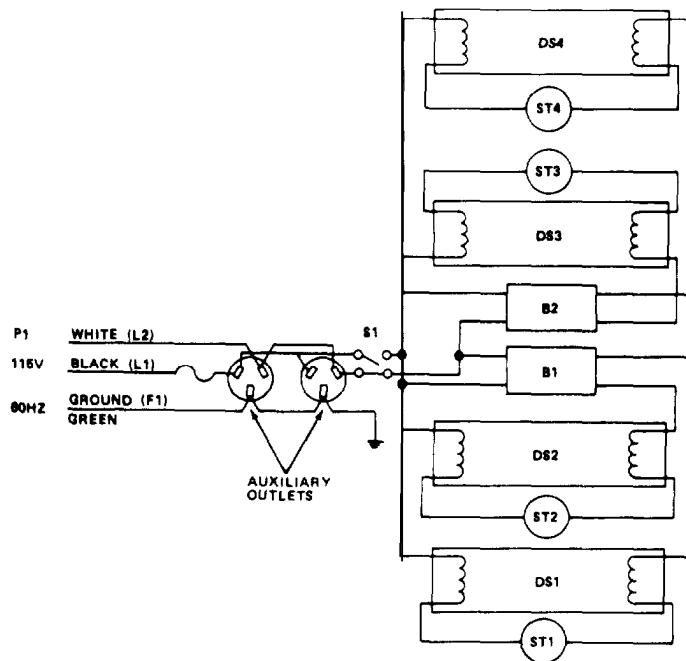 DS4
ST4
ST3
DS3
B2
P1 WHITE (L2) S1
115V BLACK (L1) B1
60HZ GROUND (F1)
GREEN
AUXILIARY
OUTLETS
DS2
ST2
DS1
ST1